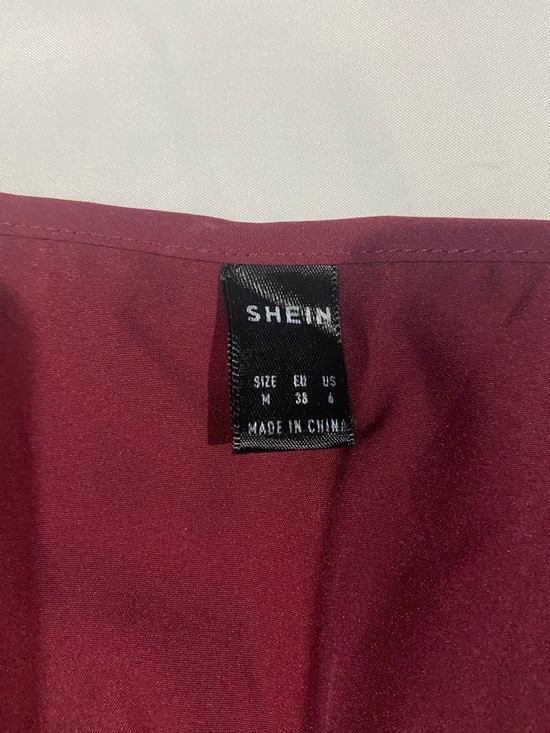 SHEIN
SIZE EU US
M 38 6
MADE IN CHINA